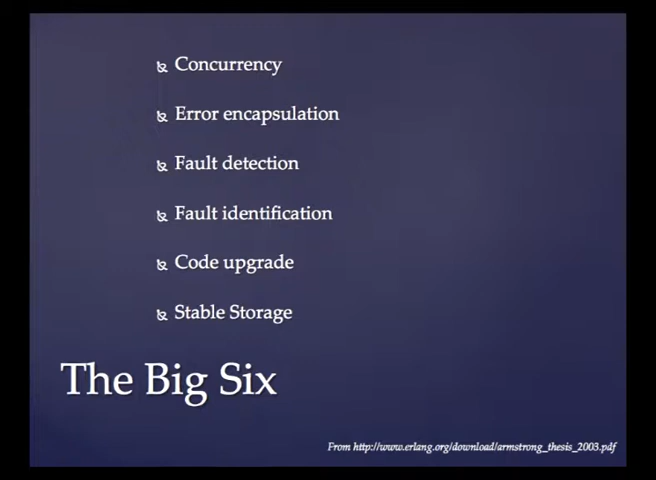 Concurrency
Error encapsulation
Fault detection
Fault identification
Code upgrade
Stable Storage
The Big Six
From http://www.erlang.org/download/armstrong_thesis_2003.pdf